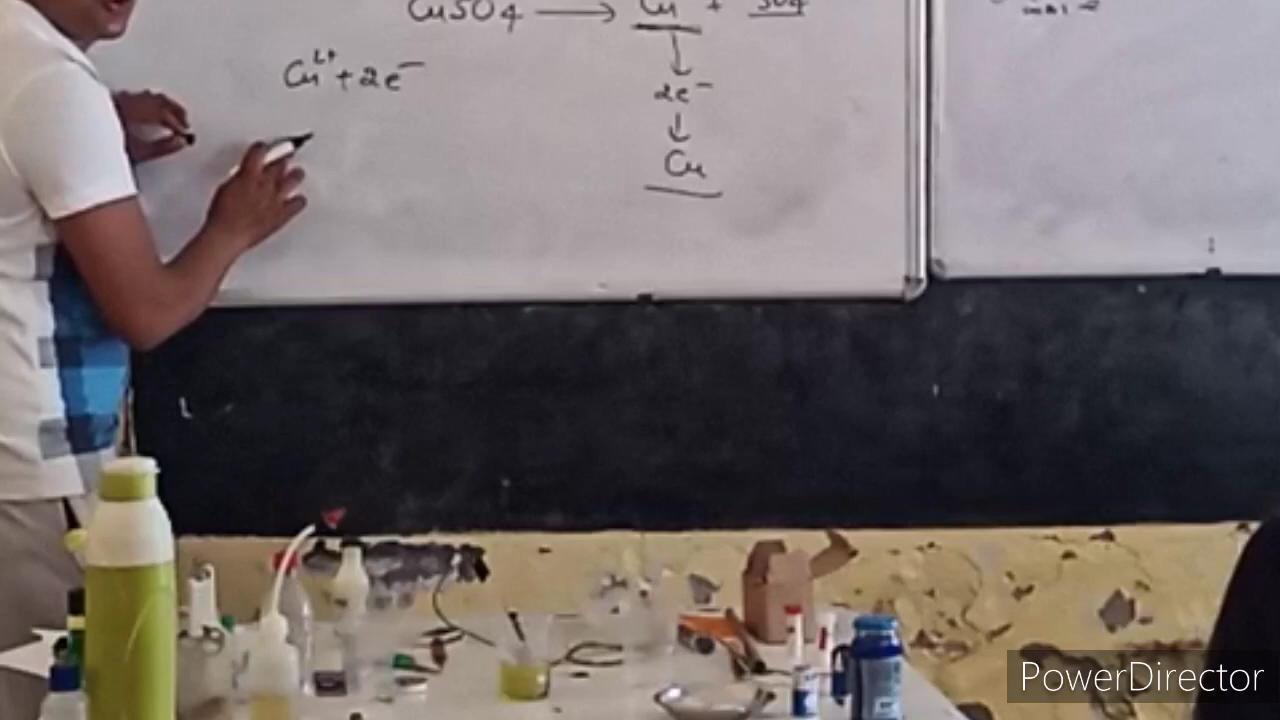 CuSO4 ⟶ Cu + SO4
Cu2+ + 2e−
↓
2e−
↓
Cu
PowerDirector